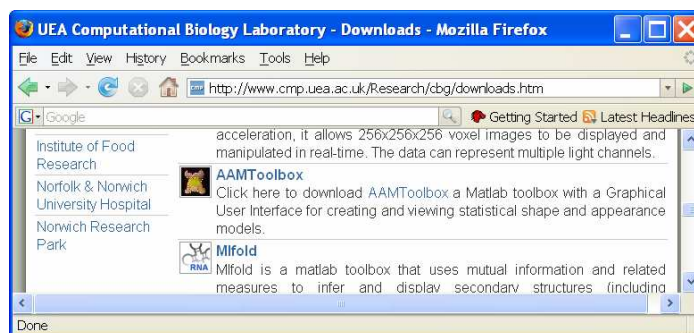 UEA Computational Biology Laboratory - Downloads - Mozilla Firefox
File Edit View History Bookmarks Tools Help
http://www.cmp.uea.ac.uk/Research/cbg/downloads.htm
G Google Getting Started Latest Headlines
acceleration, it allows 256x256x256 voxel images to be displayed and
manipulated in real-time. The data can represent multiple light channels.
Institute of Food
Research
Norfolk & Norwich
University Hospital
Norwich Research
Park
AAMToolbox
Click here to download AAMToolbox a Matlab toolbox with a Graphical
User Interface for creating and viewing statistical shape and appearance
models.
RNA
MIfold
MIfold is a matlab toolbox that uses mutual information and related
measures to infer and display secondary structures (including
Done